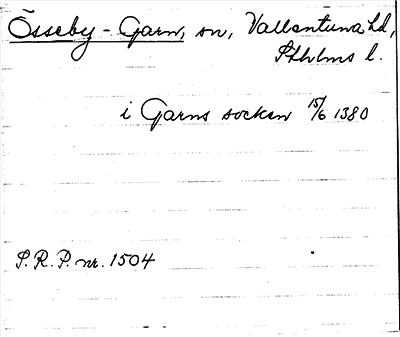 Össeby-Garn, sn, Vallentuna hd,
Sthlms l.
i Garns socken 15/6 1380
S.R.P. nr. 1504